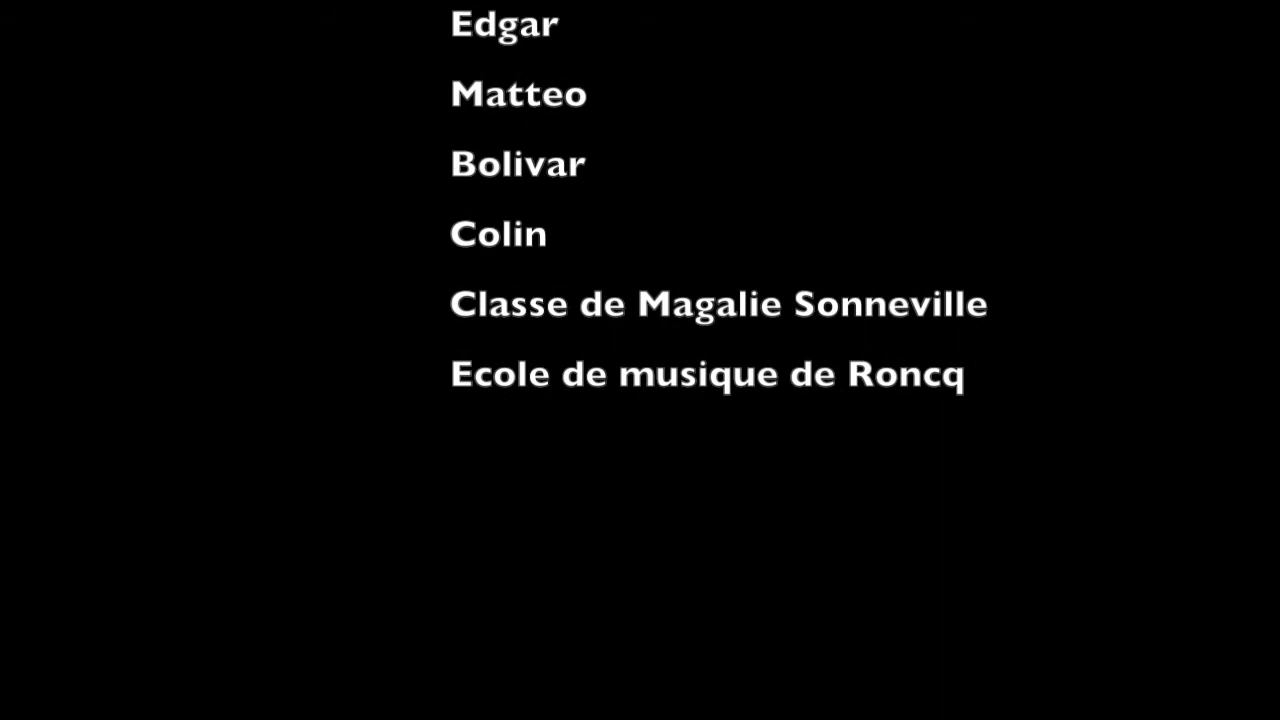 Edgar
Matteo
Bolivar
Colin
Classe de Magalie Sonneville
Ecole de musique de Roncq